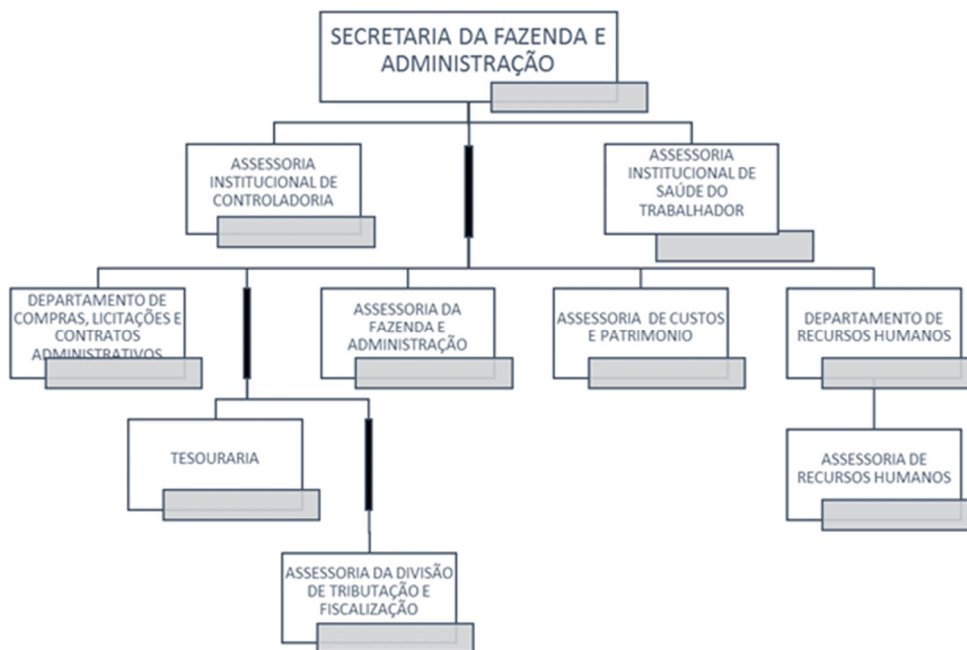 SECRETARIA DA FAZENDA E
ADMINISTRAÇÃO
ASSESSORIA
INSTITUCIONAL DE
CONTROLADORIA
ASSESSORIA
INSTITUCIONAL DE
SAÚDE DO
TRABALHADOR
DEPARTAMENTO DE
COMPRAS, LICITAÇÕES E
CONTRATOS
ADMINISTRATIVOS
ASSESSORIA DA
FAZENDA E
ADMINISTRAÇÃO
ASSESSORIA DE CUSTOS
E PATRIMONIO
DEPARTAMENTO DE
RECURSOS HUMANOS
TESOURARIA
ASSESSORIA DE
RECURSOS HUMANOS
ASSESSORIA DA DIVISÃO
DE TRIBUTAÇÃO E
FISCALIZAÇÃO